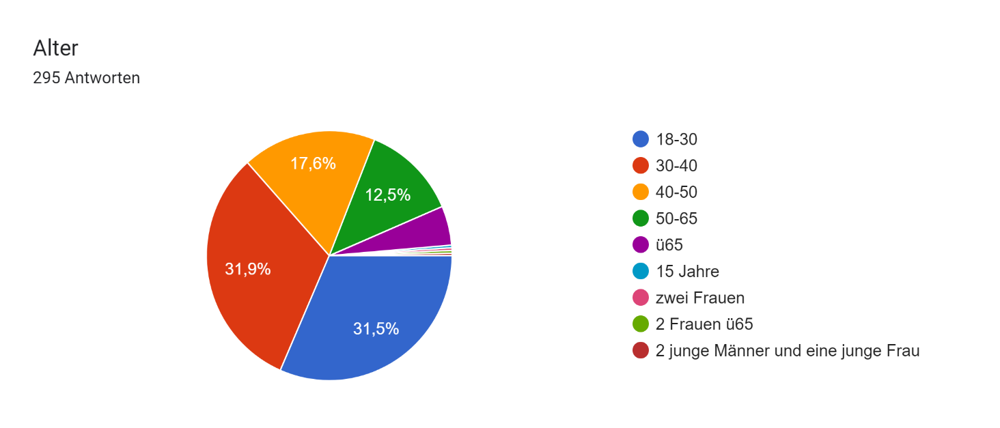 Alter
295 Antworten
17,6%
12,5%
31,9%
31,5%
18-30
30-40
40-50
50-65
ü65
15 Jahre
zwei Frauen
2 Frauen ü65
2 junge Männer und eine junge Frau